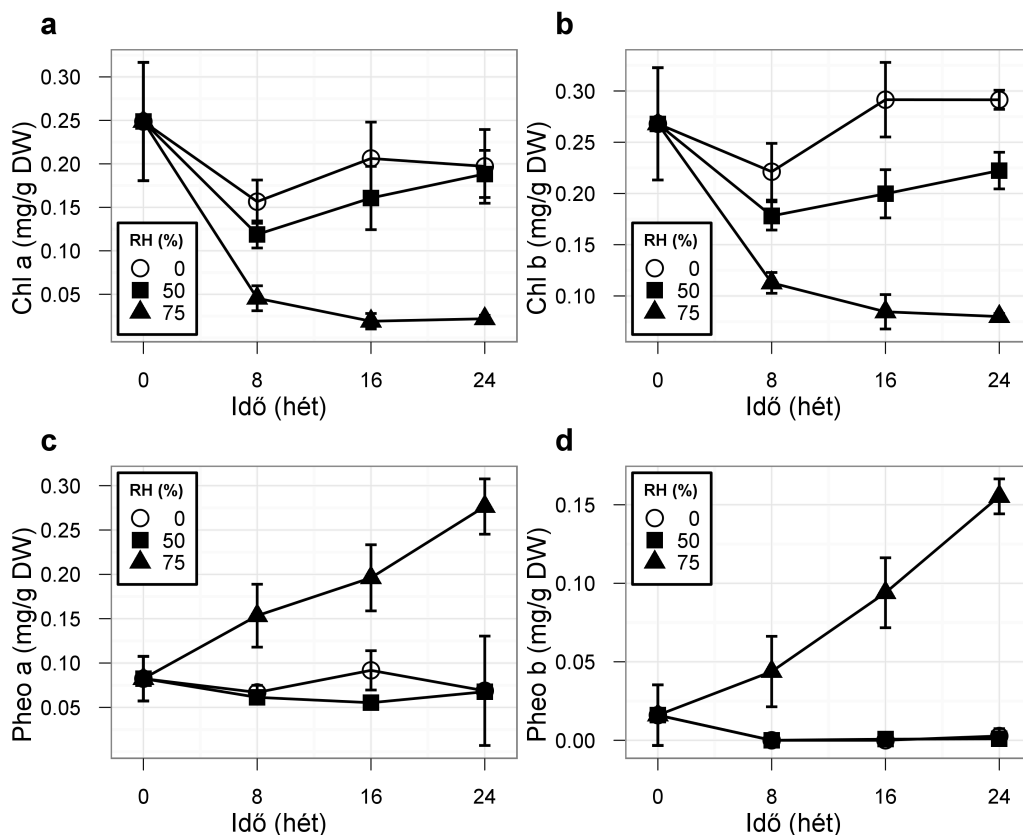 a
Chl a (mg/g DW)
0.30
0.25
0.20
0.15
0.10
0.05
RH (%)
0
50
75
0 8 16 24
Idő (hét)
b
Chl b (mg/g DW)
0.30
0.25
0.20
0.15
0.10
RH (%)
0
50
75
0 8 16 24
Idő (hét)
c
Pheo a (mg/g DW)
0.30
0.25
0.20
0.15
0.10
0.05
RH (%)
0
50
75
0 8 16 24
Idő (hét)
d
Pheo b (mg/g DW)
0.15
0.10
0.05
0.00
RH (%)
0
50
75
0 8 16 24
Idő (hét)